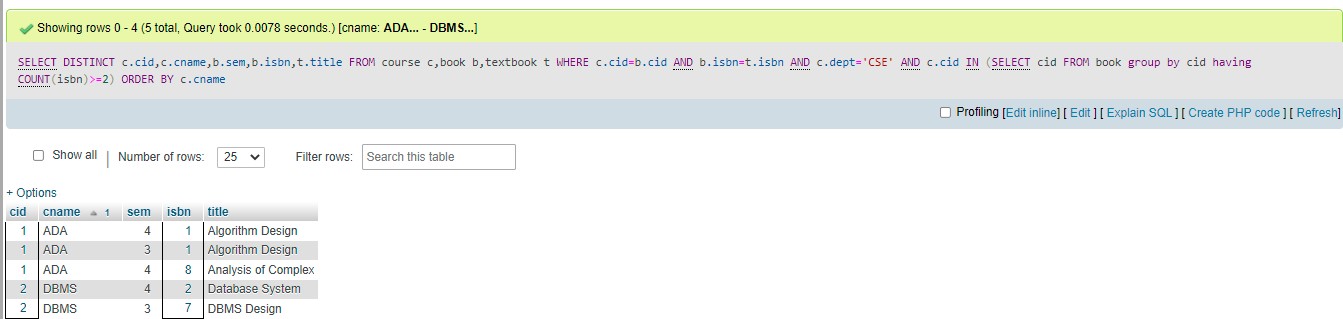 Showing rows 0 - 4 (5 total, Query took 0.0078 seconds.) [cname: ADA... - DBMS...]
SELECT DISTINCT c.cid,c.cname,b.sem,b.isbn,t.title FROM course c,book b,textbook t WHERE c.cid=b.cid AND b.isbn=t.isbn AND c.dept='CSE' AND c.cid IN (SELECT cid FROM book group by cid having
COUNT(isbn)>=2) ORDER BY c.cname
Profiling [Edit inline] [ Edit ] [ Explain SQL ] [ Create PHP code ] [ Refresh]
Show all | Number of rows: 25 Filter rows: Search this table
+ Options
cid cname 1 sem isbn title
1 ADA 4 1 Algorithm Design
1 ADA 3 1 Algorithm Design
1 ADA 4 8 Analysis of Complex
2 DBMS 4 2 Database System
2 DBMS 3 7 DBMS Design